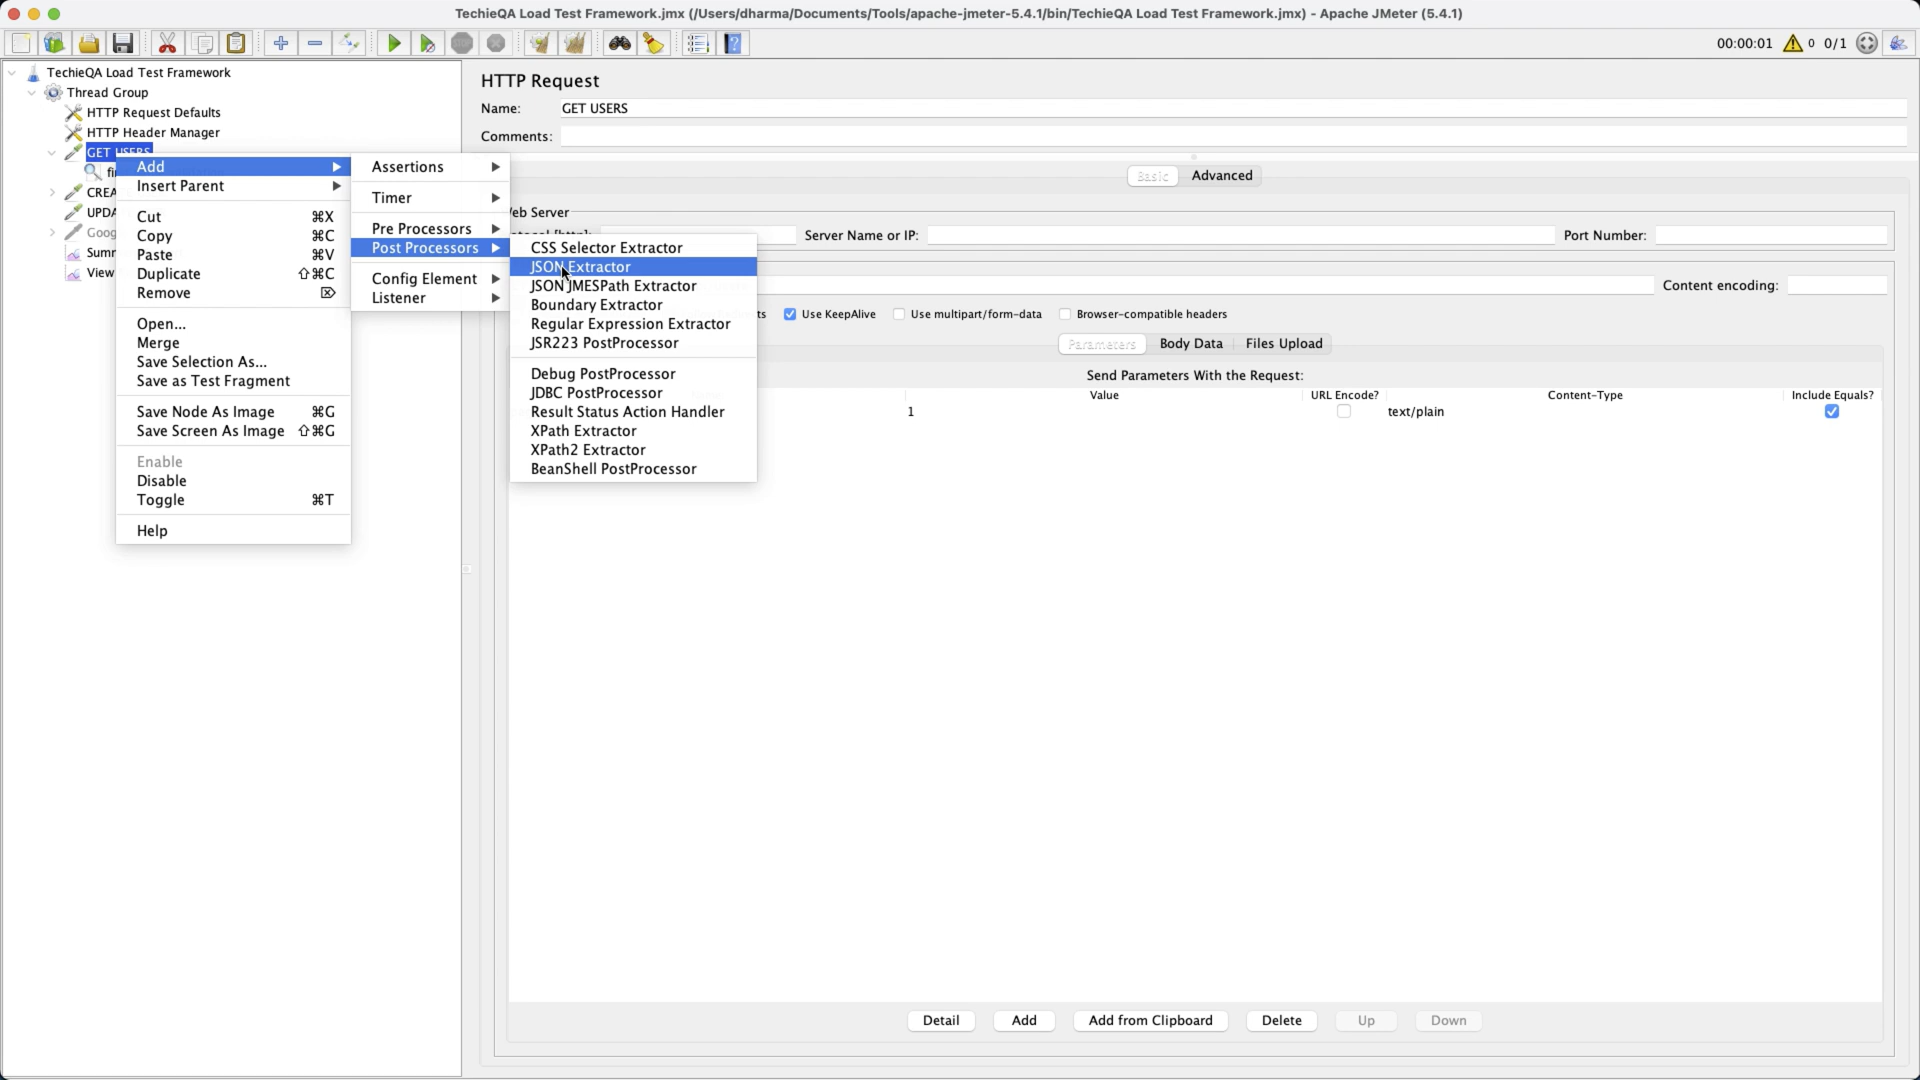 TechieQA Load Test Framework.jmx (/Users/dharma/Documents/Tools/apache-jmeter-5.4.1/bin/TechieQA Load Test Framework.jmx) - Apache JMeter (5.4.1)
00:00:01 0 0/1
TechieQA Load Test Framework
Thread Group
HTTP Request Defaults
HTTP Header Manager
GET USERS
Summ
View
Add
Insert Parent
Cut ⌘X
Copy ⌘C
Paste ⌘V
Duplicate ⇧⌘C
Remove ⌦
Open...
Merge
Save Selection As...
Save as Test Fragment
Save Node As Image ⌘G
Save Screen As Image ⇧⌘G
Enable
Disable
Toggle ⌘T
Help
Assertions
Timer
Pre Processors
Post Processors
Config Element
Listener
CSS Selector Extractor
JSON Extractor
JSON JMESPath Extractor
Boundary Extractor
Regular Expression Extractor
JSR223 PostProcessor
Debug PostProcessor
JDBC PostProcessor
Result Status Action Handler
XPath Extractor
XPath2 Extractor
BeanShell PostProcessor
HTTP Request
Name: GET USERS
Comments:
Basic Advanced
Server
Server Name or IP: Port Number:
Content encoding:
Use KeepAlive Use multipart/form-data Browser-compatible headers
Parameters Body Data Files Upload
Send Parameters With the Request:
Value URL Encode? Content-Type Include Equals?
1 text/plain
Detail Add Add from Clipboard Delete Up Down